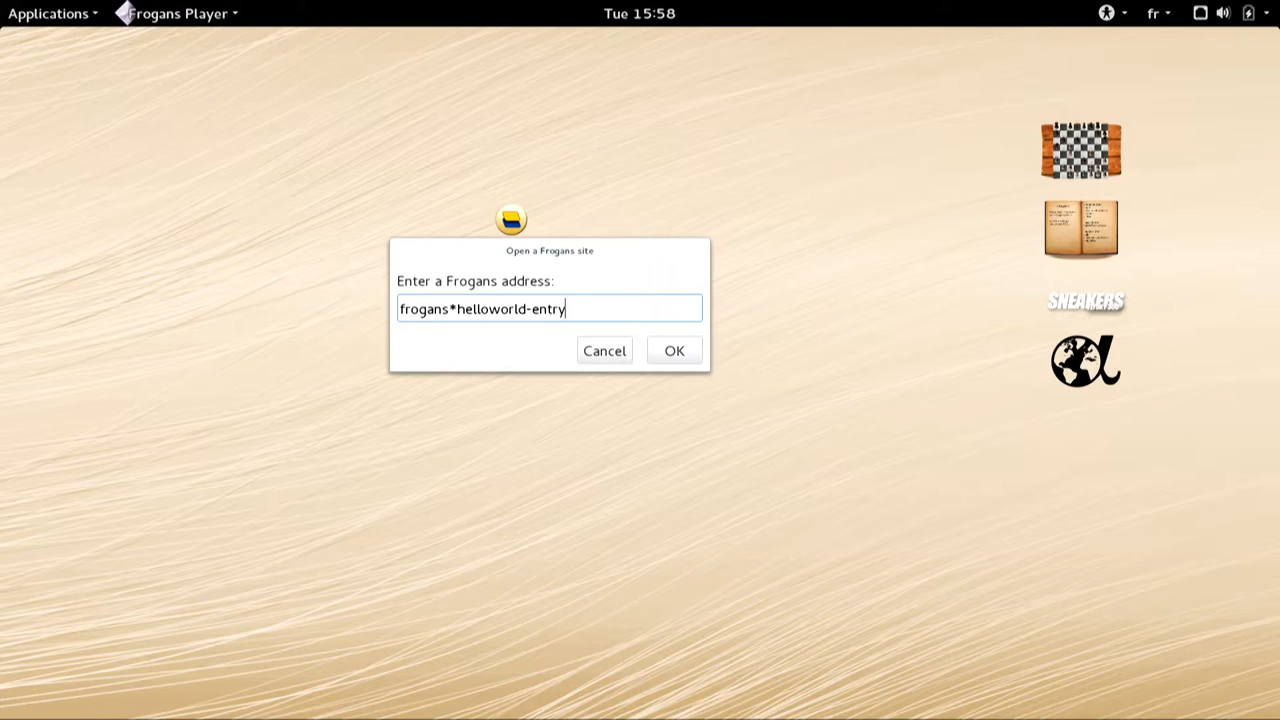 Applications
Frogans Player
Tue 15:58
fr
Open a Frogans site
Enter a Frogans address:
frogans*helloworld-entry
Cancel
OK
SNEAKERS